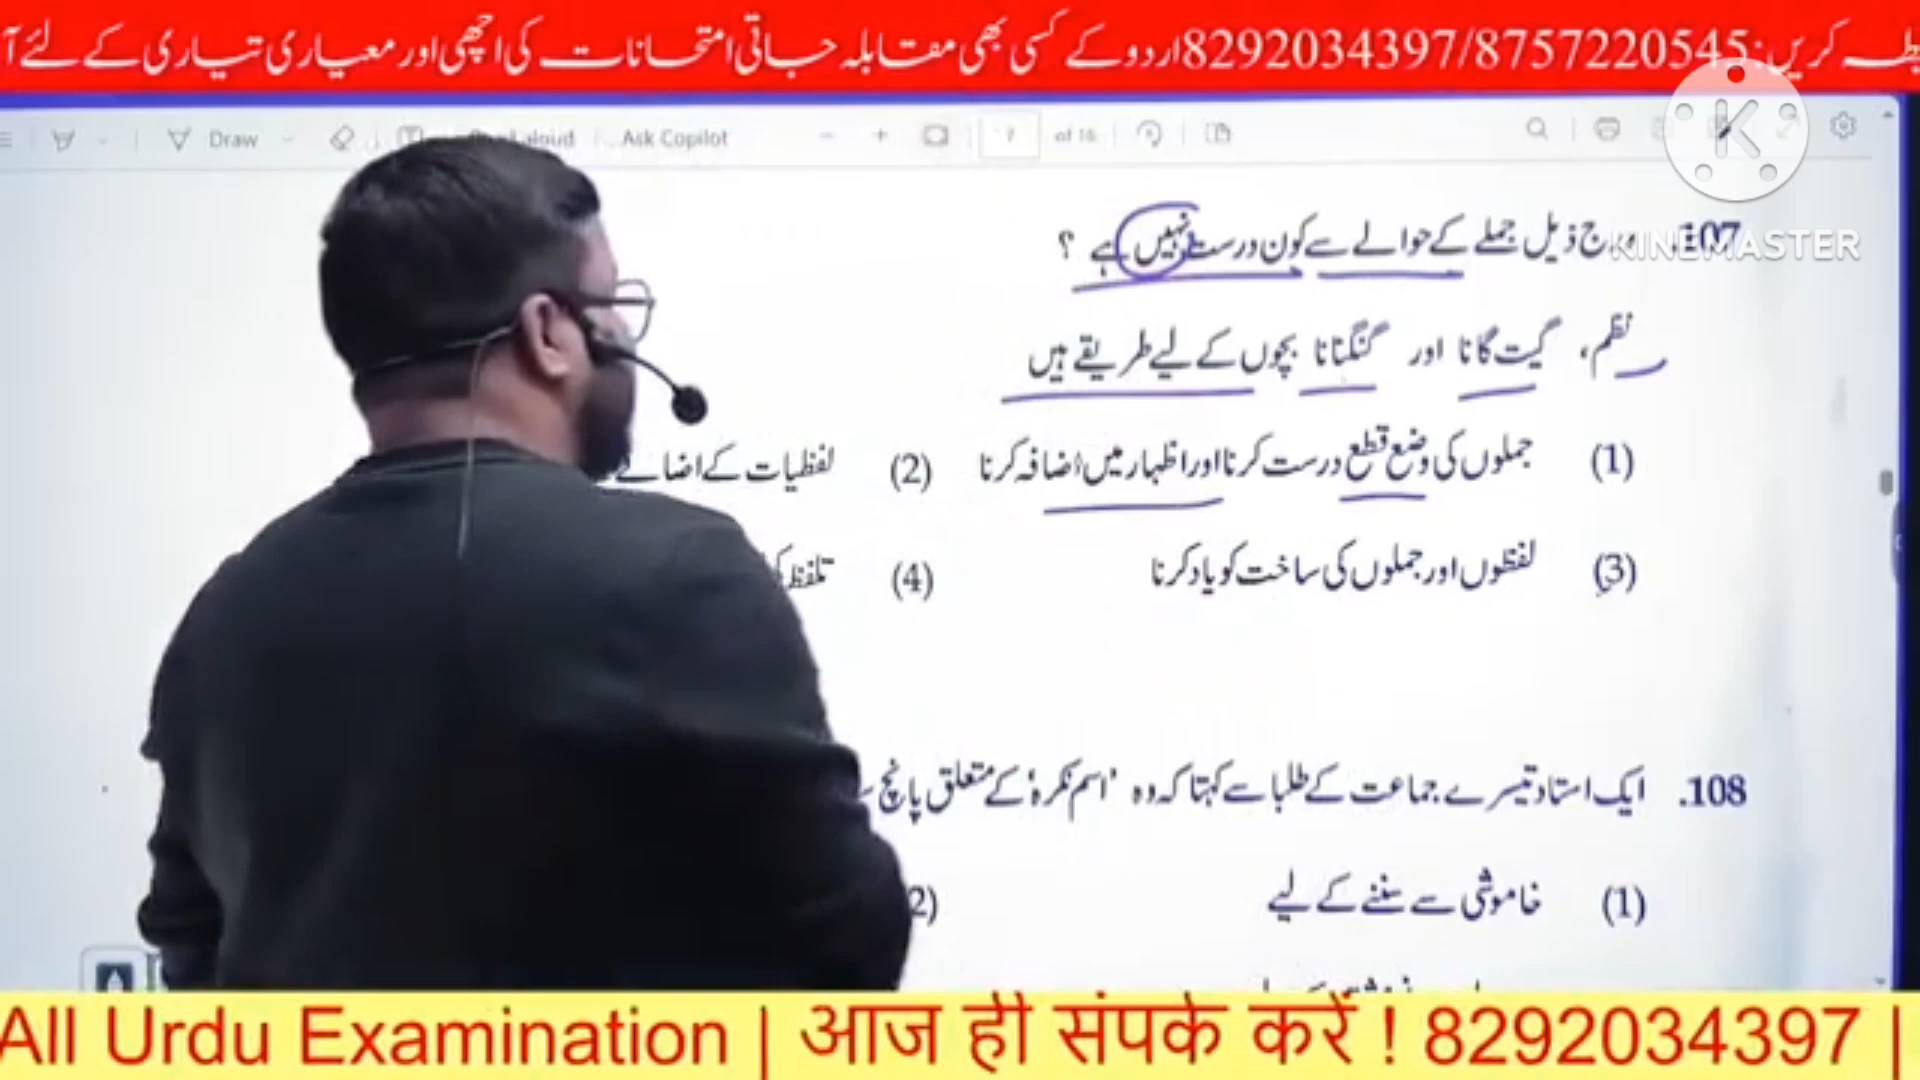 یطہ کریں: 8292034397/8757220545 اردو کے کسی بھی مقابلہ جاتی امتحانات کی اچھی اور معیاری تیاری کے لئے آ
Draw Ask Copilot 7 of 16
KINEMASTER
107. درج ذیل جملے کے حوالے سے کون درست نہیں ہے ؟
نظم، گیت گانا اور گنگنانا بچوں کے لیے طریقے ہیں
(1) جملوں کی وضع قطع درست کرنا اور اظہار میں اضافہ کرنا (2) لفظیات کے اضافے
(3) لفظوں اور جملوں کی ساخت کو یاد کرنا (4) تلفظ
108. ایک استاد تیسرے جماعت کے طلبا سے کہتا کہ وہ 'اسم نکرہ' کے متعلق پانچ
(1) خاموشی سے سننے کے لیے (2)
All Urdu Examination | आज ही संपर्क करें ! 8292034397 |